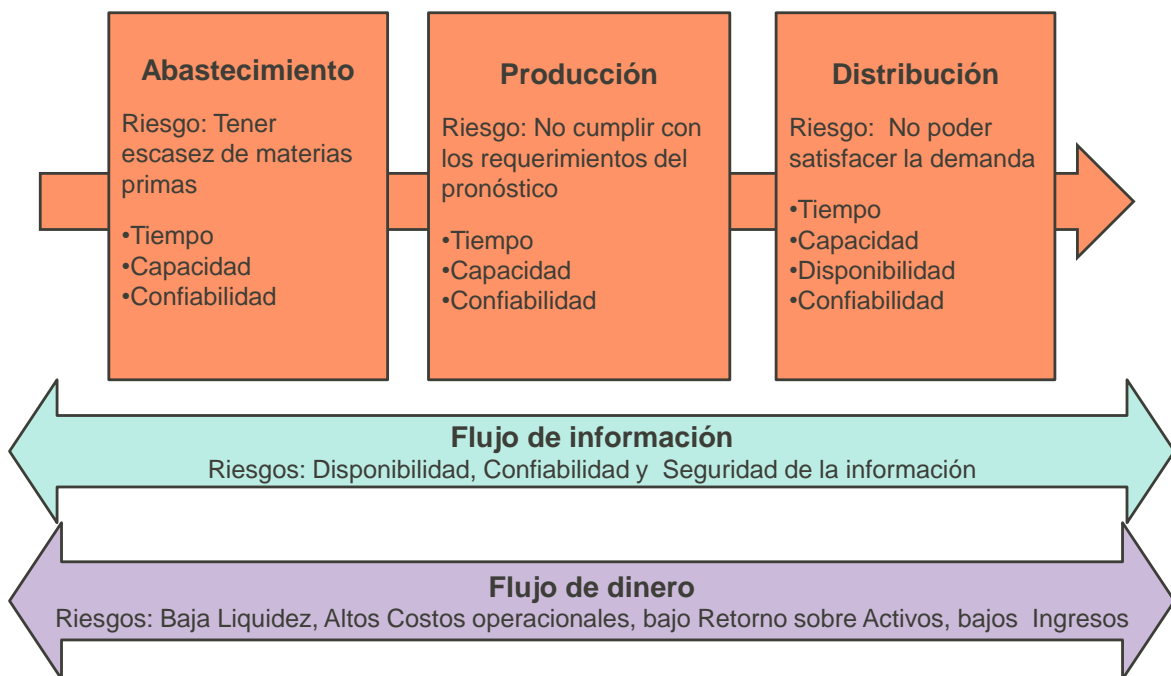 Abastecimiento
Riesgo: Tener
escasez de materias
primas
•Tiempo
•Capacidad
•Confiabilidad
Producción
Riesgo: No cumplir con
los requerimientos del
pronóstico
•Tiempo
•Capacidad
•Confiabilidad
Distribución
Riesgo: No poder
satisfacer la demanda
•Tiempo
•Capacidad
•Disponibilidad
•Confiabilidad
Flujo de información
Riesgos: Disponibilidad, Confiabilidad y Seguridad de la información
Flujo de dinero
Riesgos: Baja Liquidez, Altos Costos operacionales, bajo Retorno sobre Activos, bajos Ingresos